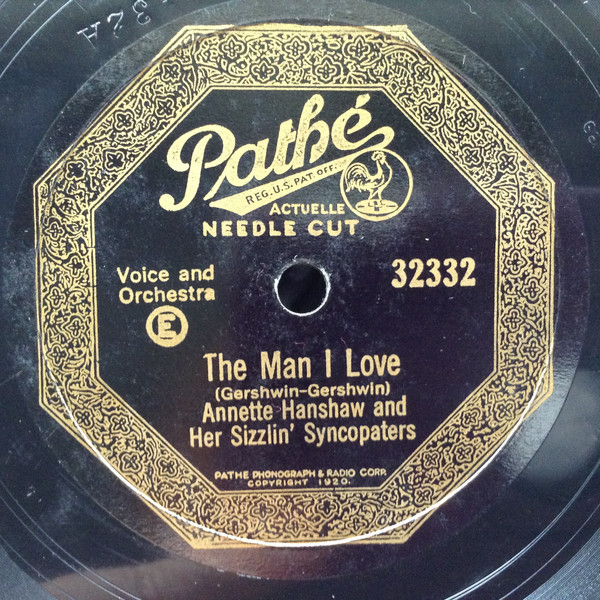 32A
Pathé
REG. U.S. PAT. OFF.
ACTUELLE
NEEDLE CUT
Voice and
Orchestra
E
32332
The Man I Love
(Gershwin-Gershwin)
Annette Hanshaw and
Her Sizzlin' Syncopaters
PATHE PHONOGRAPH & RADIO CORP.
COPYRIGHT 1920.